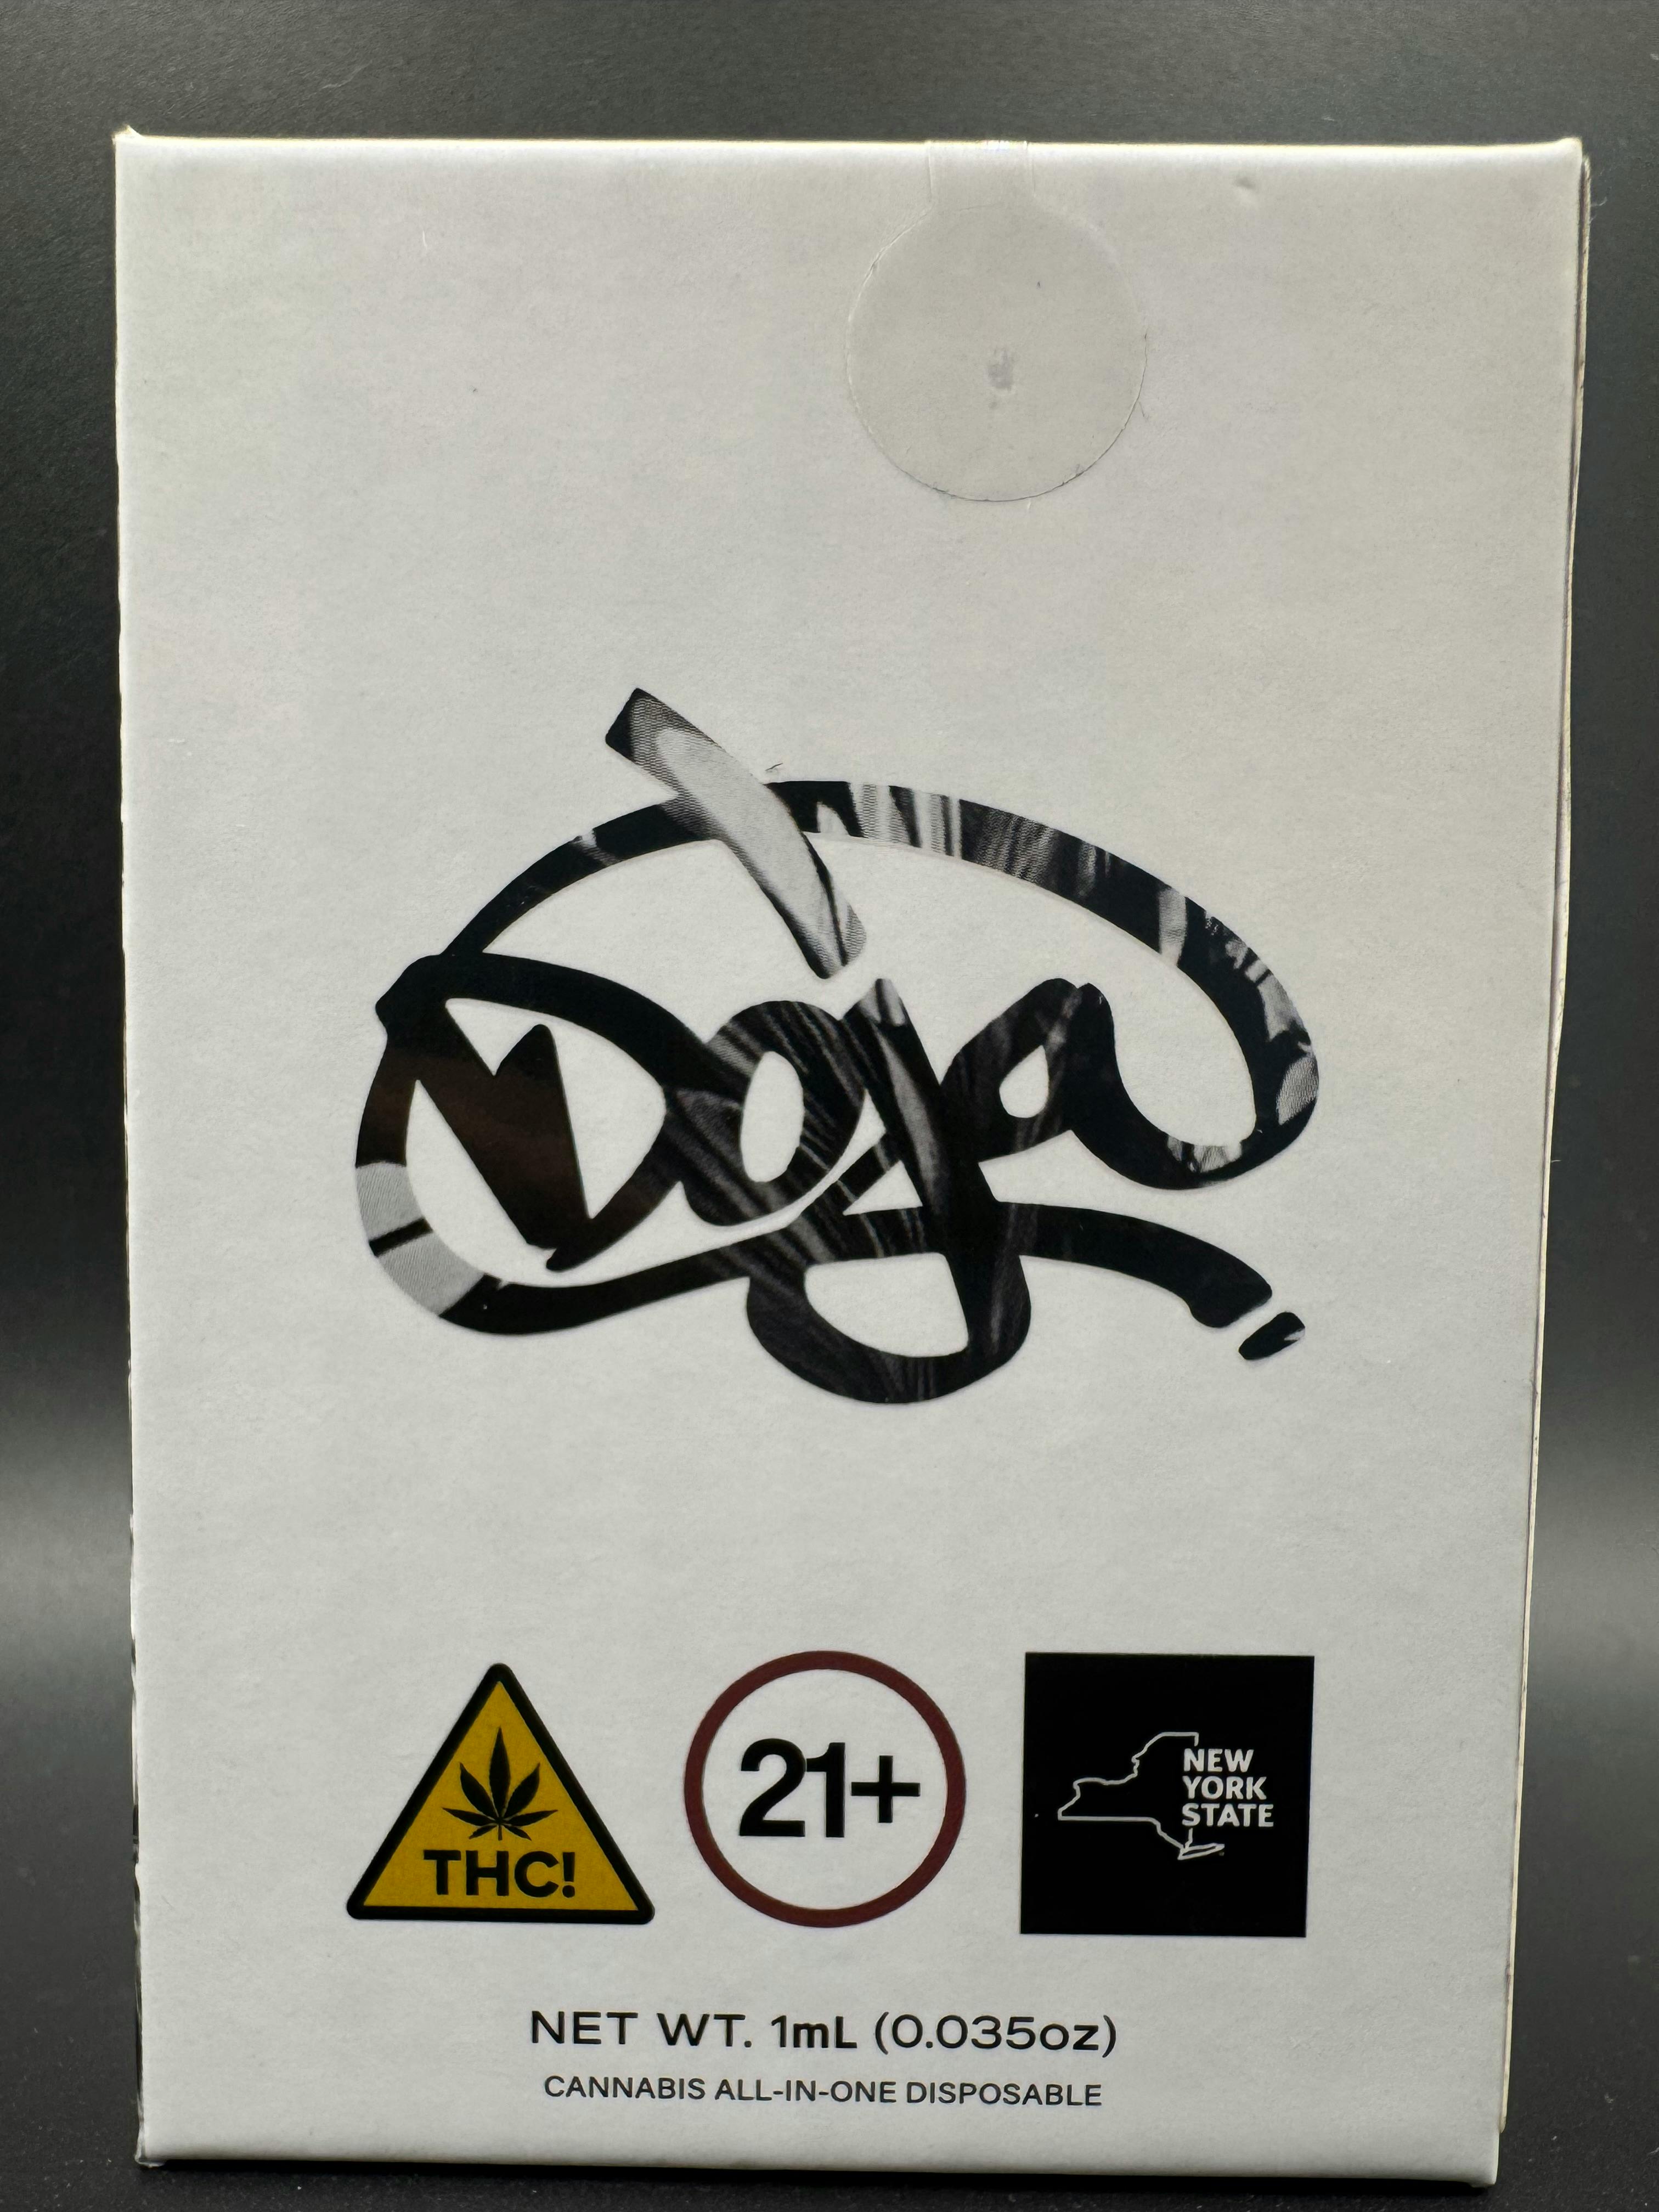 Doja
THC!
21+
NEW
YORK
STATE
NET WT. 1mL (0.035oz)
CANNABIS ALL-IN-ONE DISPOSABLE